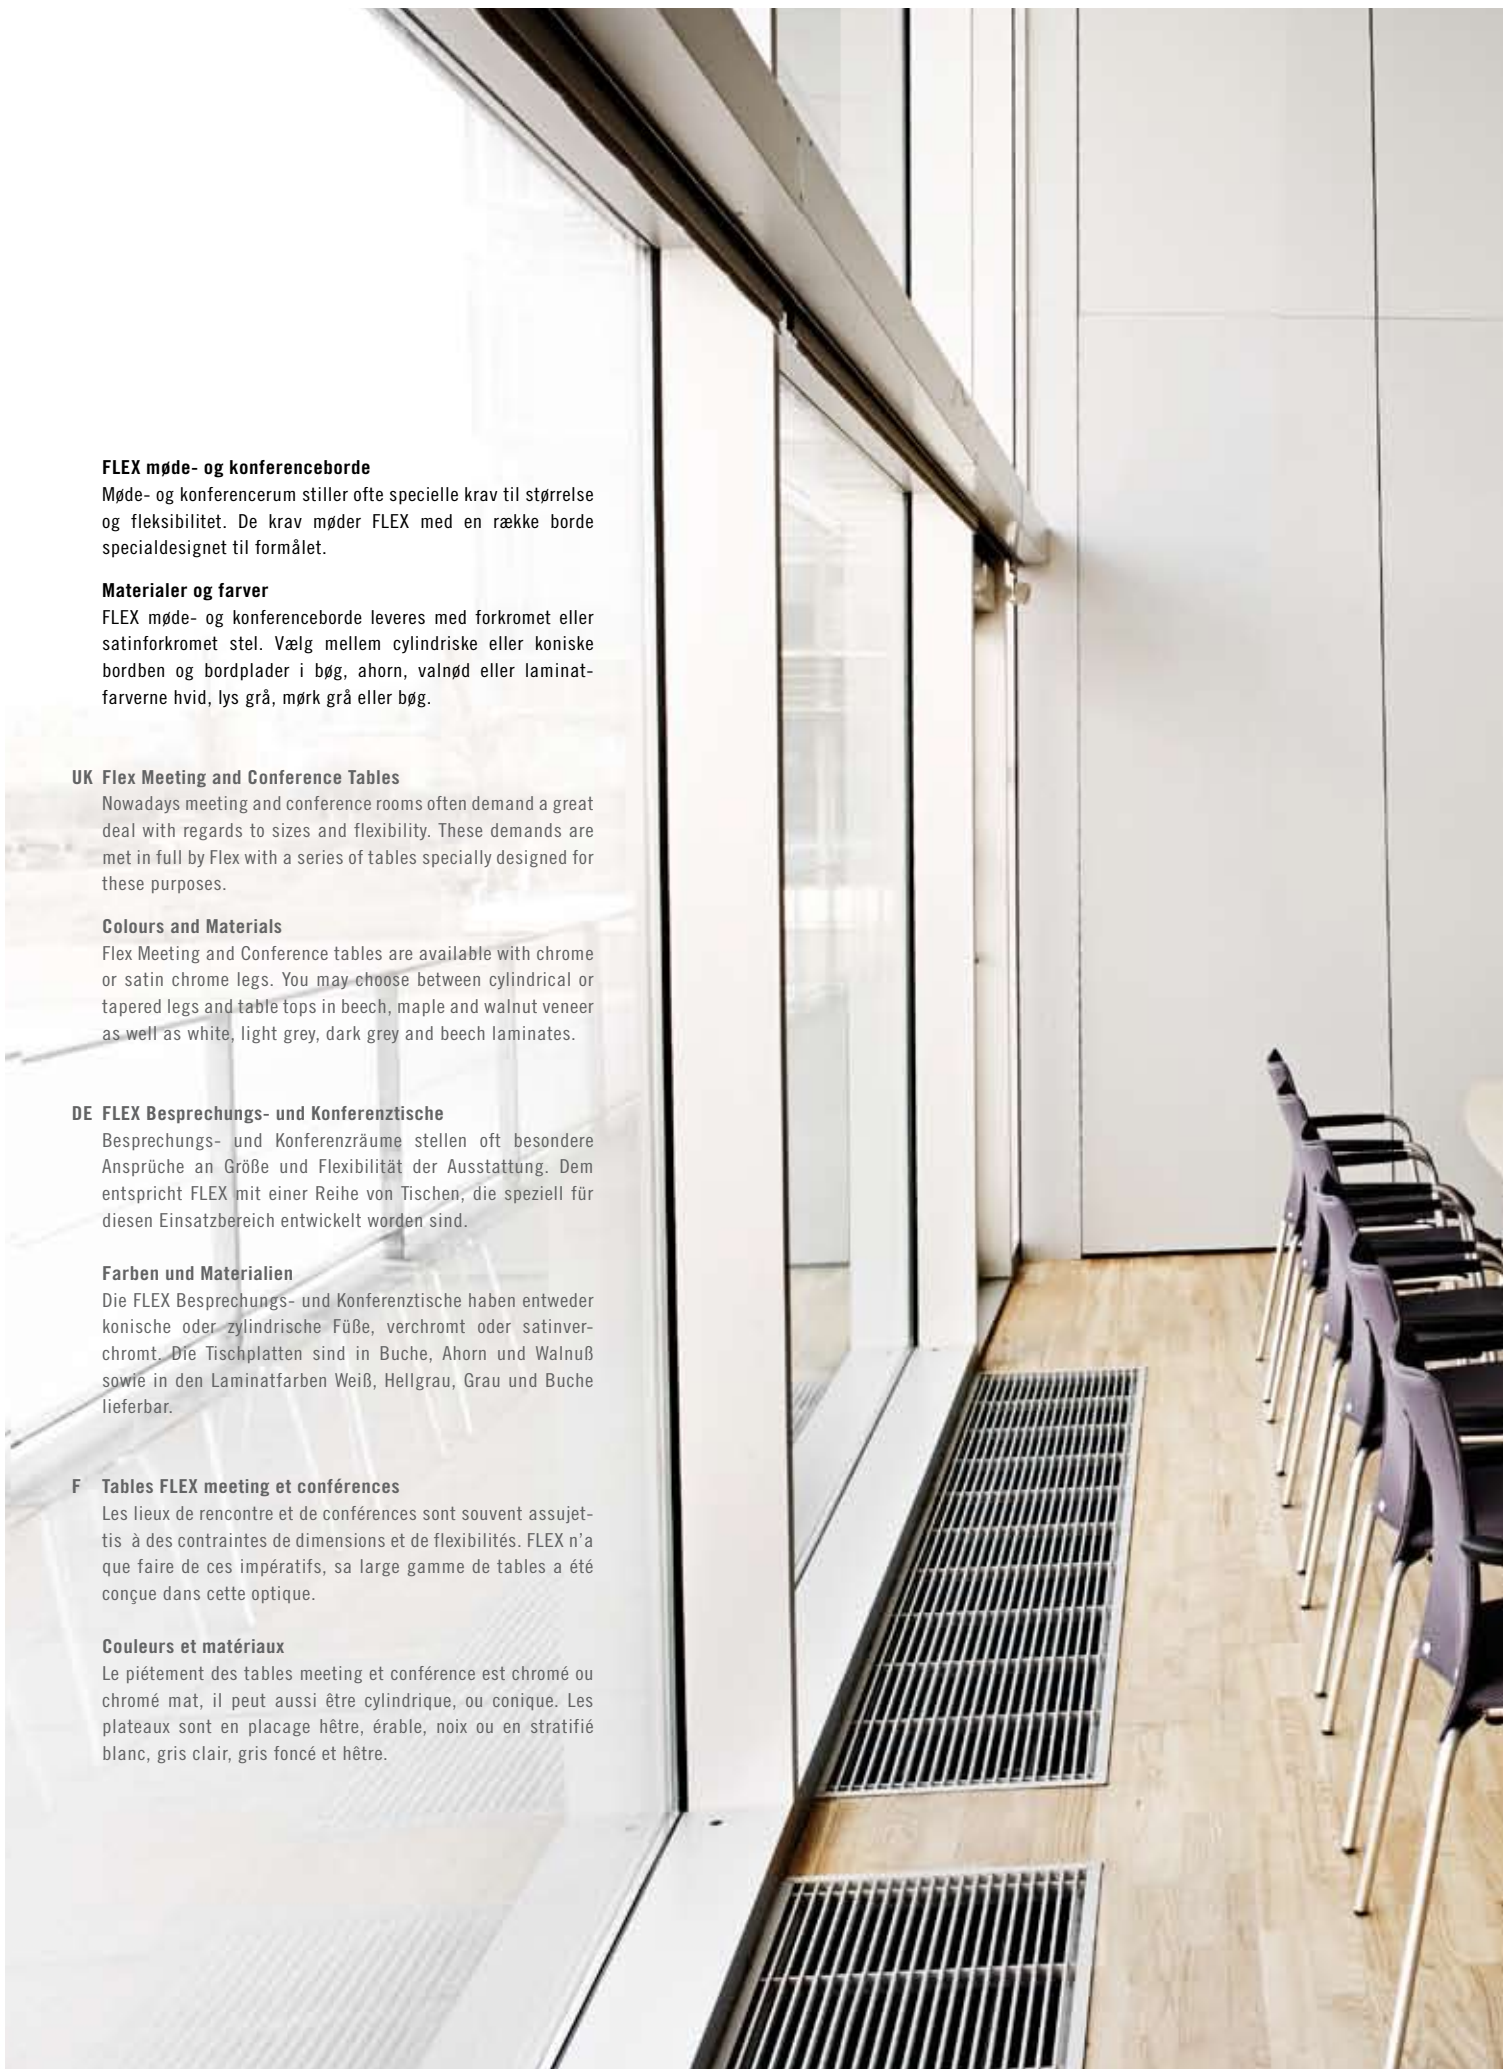 FLEX møde- og konferenceborde
Møde- og konferencerum stiller ofte specielle krav til størrelse
og fleksibilitet. De krav møder FLEX med en række borde
specialdesignet til formålet.
Materialer og farver
FLEX møde- og konferenceborde leveres med forkromet eller
satinforkromet stel. Vælg mellem cylindriske eller koniske
bordben og bordplader i bøg, ahorn, valnød eller laminat-
farverne hvid, lys grå, mørk grå eller bøg.
UK Flex Meeting and Conference Tables
Nowadays meeting and conference rooms often demand a great
deal with regards to sizes and flexibility. These demands are
met in full by Flex with a series of tables specially designed for
these purposes.
Colours and Materials
Flex Meeting and Conference tables are available with chrome
or satin chrome legs. You may choose between cylindrical or
tapered legs and table tops in beech, maple and walnut veneer
as well as white, light grey, dark grey and beech laminates.
DE FLEX Besprechungs- und Konferenztische
Besprechungs- und Konferenzräume stellen oft besondere
Ansprüche an Größe und Flexibilität der Ausstattung. Dem
entspricht FLEX mit einer Reihe von Tischen, die speziell für
diesen Einsatzbereich entwickelt worden sind.
Farben und Materialien
Die FLEX Besprechungs- und Konferenztische haben entweder
konische oder zylindrische Füße, verchromt oder satinver-
chromt. Die Tischplatten sind in Buche, Ahorn und Walnuß
sowie in den Laminatfarben Weiß, Hellgrau, Grau und Buche
lieferbar.
F Tables FLEX meeting et conférences
Les lieux de rencontre et de conférences sont souvent assujet-
tis à des contraintes de dimensions et de flexibilités. FLEX n'a
que faire de ces impératifs, sa large gamme de tables a été
conçue dans cette optique.
Couleurs et matériaux
Le piétement des tables meeting et conférence est chromé ou
chromé mat, il peut aussi être cylindrique, ou conique. Les
plateaux sont en placage hêtre, érable, noix ou en stratifié
blanc, gris clair, gris foncé et hêtre.